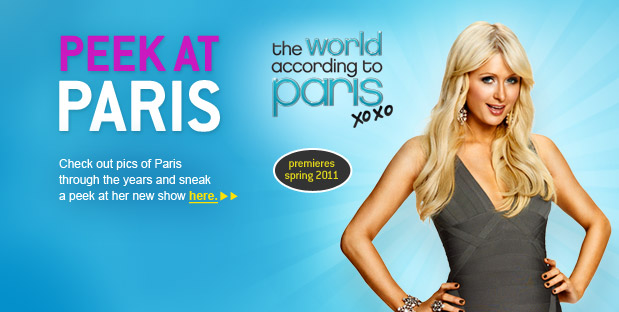 PEEK AT
PARIS
Check out pics of Paris
through the years and sneak
a peek at her new show here.
the world
according to
paris
xoxo
premieres
spring 2011